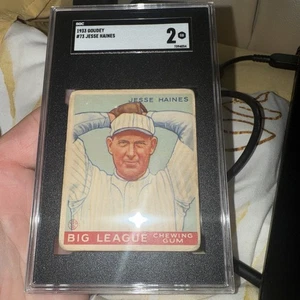 1933 GOUDEY
#73 JESSE HAINES
2
JESSE HAINES
BIG LEAGUE CHEWING
GUM